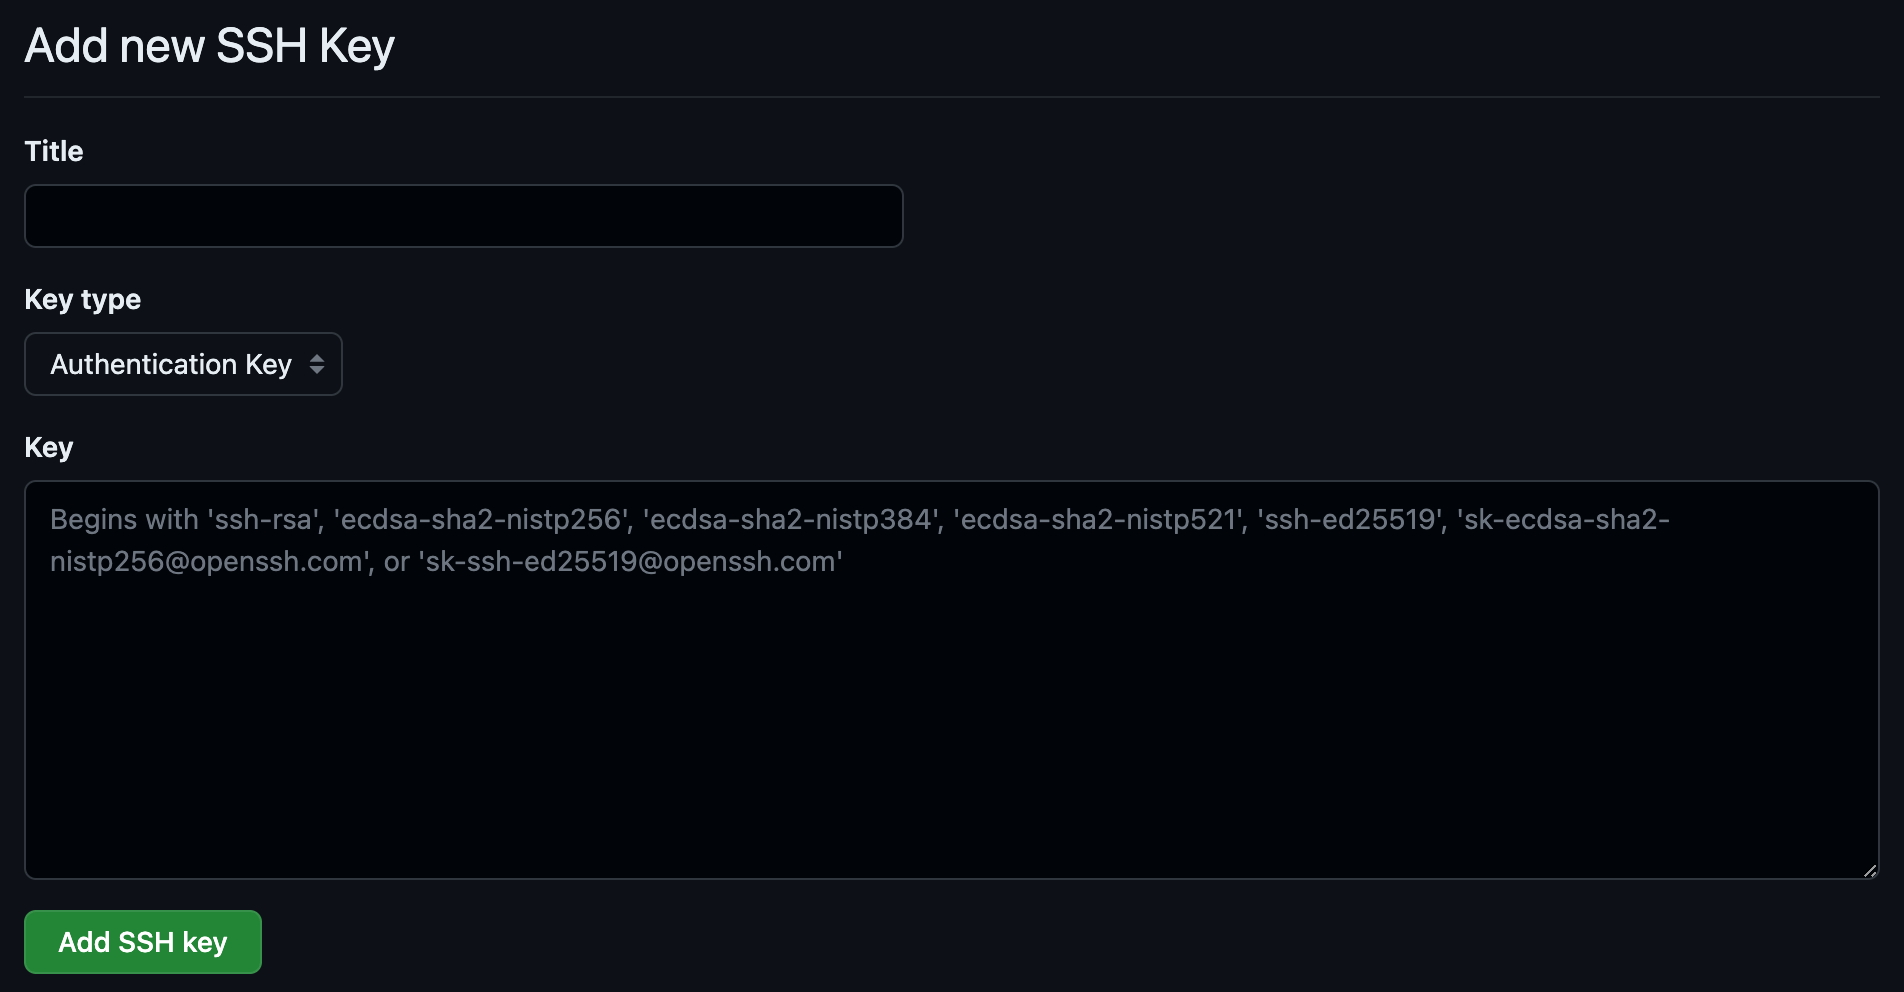 Add new SSH Key
Title
Key type
Authentication Key
Key
Begins with 'ssh-rsa', 'ecdsa-sha2-nistp256', 'ecdsa-sha2-nistp384', 'ecdsa-sha2-nistp521', 'ssh-ed25519', 'sk-ecdsa-sha2-
nistp256@openssh.com', or 'sk-ssh-ed25519@openssh.com'
Add SSH key